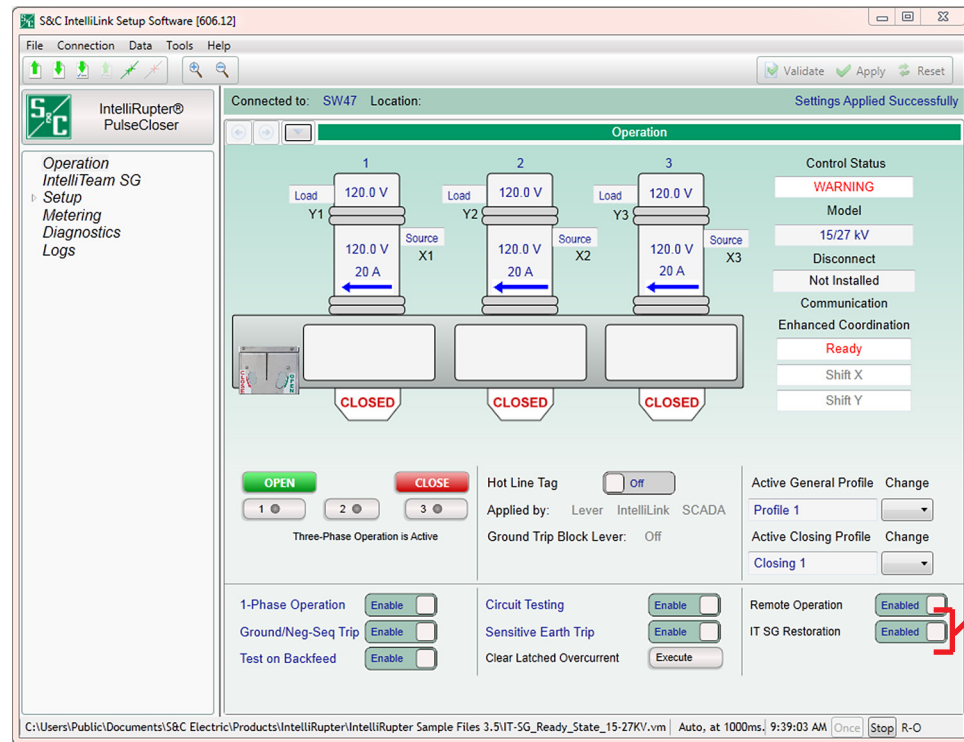 S&C IntelliLink Setup Software [606.12]
File Connection Data Tools Help
Validate Apply Reset
S&C
IntelliRupter®
PulseCloser
Connected to: SW47 Location:
Settings Applied Successfully
Operation
Operation
IntelliTeam SG
Setup
Metering
Diagnostics
Logs
1 2 3
Load 120.0 V Load 120.0 V Load 120.0 V
Y1 Y2 Y3
Source Source Source
120.0 V X1 120.0 V X2 120.0 V X3
20 A 20 A 20 A
CLOSED CLOSED CLOSED
Control Status
WARNING
Model
15/27 kV
Disconnect
Not Installed
Communication
Enhanced Coordination
Ready
Shift X
Shift Y
OPEN CLOSE
1 2 3
Three-Phase Operation is Active
Hot Line Tag Off
Applied by: Lever IntelliLink SCADA
Ground Trip Block Lever: Off
Active General Profile Change
Profile 1
Active Closing Profile Change
Closing 1
1-Phase Operation Enable
Ground/Neg-Seq Trip Enable
Test on Backfeed Enable
Circuit Testing Enable
Sensitive Earth Trip Enable
Clear Latched Overcurrent Execute
Remote Operation Enabled
IT SG Restoration Enabled
C:\Users\Public\Documents\S&C Electric\Products\IntelliRupter\IntelliRupter Sample Files 3.5\IT-SG_Ready_State_15-27KV.vm Auto, at 1000ms. 9:39:03 AM Once Stop R-O